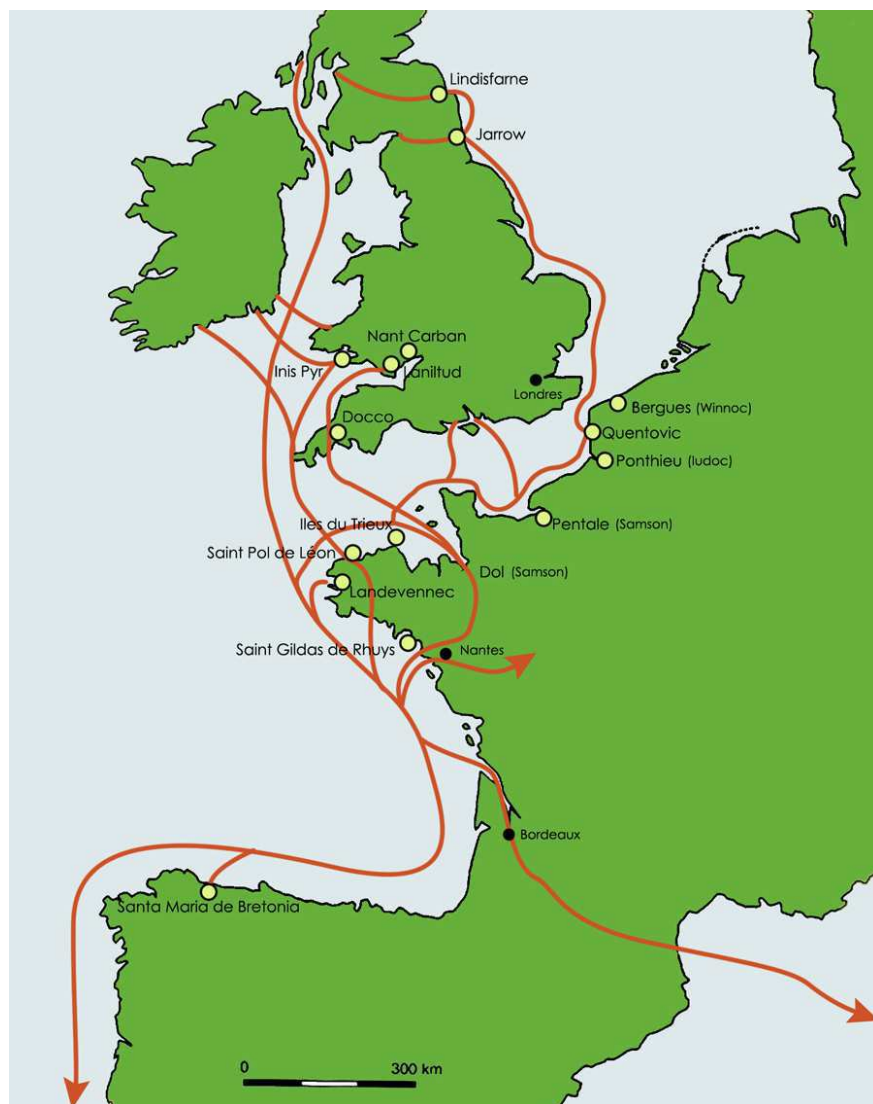 Lindisfarne
Jarrow
Nant Carban
Inis Pyr
Laniltud
Londres
Docco
Bergues (Winnoc)
Quentovic
Ponthieu (Iudoc)
Pentale (Samson)
Iles du Trieux
Saint Pol de Léon
Dol (Samson)
Landevennec
Saint Gildas de Rhuys
Nantes
Bordeaux
Santa Maria de Bretonia
0 300 km